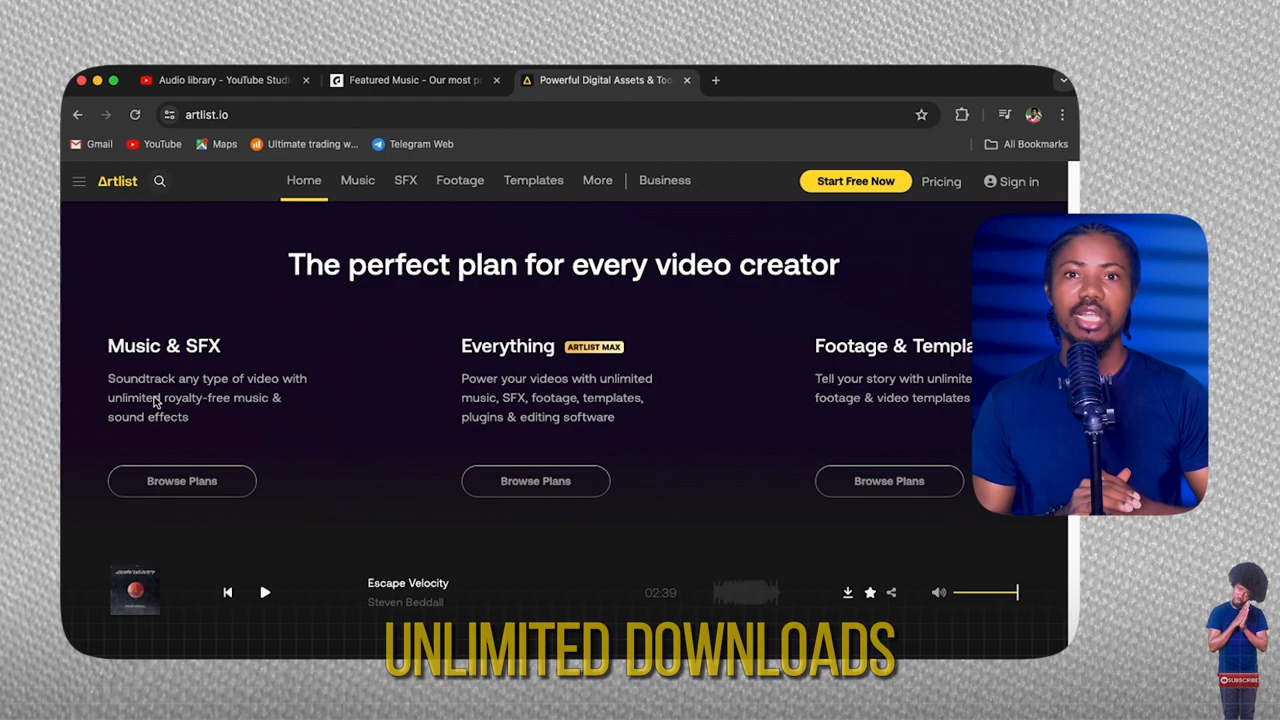 Audio library - YouTube Studi
Featured Music - Our most p
Powerful Digital Assets & Too
artlist.io
Gmail
YouTube
Maps
Ultimate trading w...
Telegram Web
All Bookmarks
Artlist
Home
Music
SFX
Footage
Templates
More
Business
Start Free Now
Pricing
Sign in
The perfect plan for every video creator
Music & SFX
Soundtrack any type of video with
unlimited royalty-free music &
sound effects
Browse Plans
Everything ARTLIST MAX
Power your videos with unlimited
music, SFX, footage, templates,
plugins & editing software
Browse Plans
Footage & Templa
Tell your story with unlimite
footage & video templates
Browse Plans
Escape Velocity
Steven Beddall
02:39
UNLIMITED DOWNLOADS
SUBSCRIBE